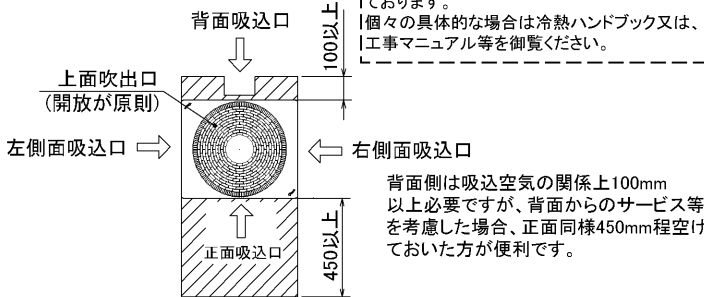 ております。
個々の具体的な場合は冷熱ハンドブック又は、
工事マニュアル等を御覧ください。
背面吸込口
100以上
上面吹出口
(開放が原則)
左側面吸込口
右側面吸込口
正面吸込口
450以上
背面側は吸込空気の関係上100mm
以上必要ですが、背面からのサービス等
を考慮した場合、正面同様450mm程空け
ておいた方が便利です。